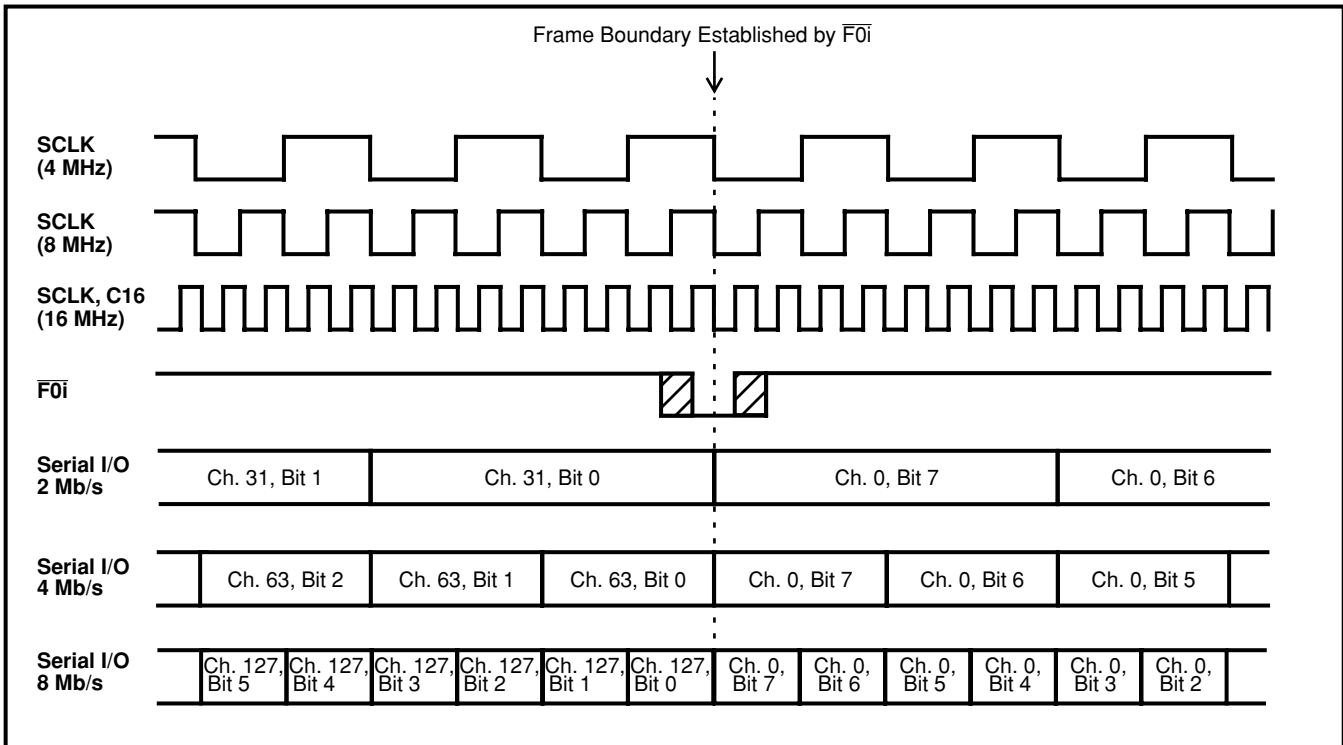 Frame Boundary Established by F0i
SCLK
(4 MHz)
SCLK
(8 MHz)
SCLK, C16
(16 MHz)
F0i
Serial I/O
2 Mb/s
Ch. 31, Bit 1
Ch. 31, Bit 0
Ch. 0, Bit 7
Ch. 0, Bit 6
Serial I/O
4 Mb/s
Ch. 63, Bit 2
Ch. 63, Bit 1
Ch. 63, Bit 0
Ch. 0, Bit 7
Ch. 0, Bit 6
Ch. 0, Bit 5
Serial I/O
8 Mb/s
Ch. 127,
Bit 5
Ch. 127,
Bit 4
Ch. 127,
Bit 3
Ch. 127,
Bit 2
Ch. 127,
Bit 1
Ch. 127,
Bit 0
Ch. 0,
Bit 7
Ch. 0,
Bit 6
Ch. 0,
Bit 5
Ch. 0,
Bit 4
Ch. 0,
Bit 3
Ch. 0,
Bit 2